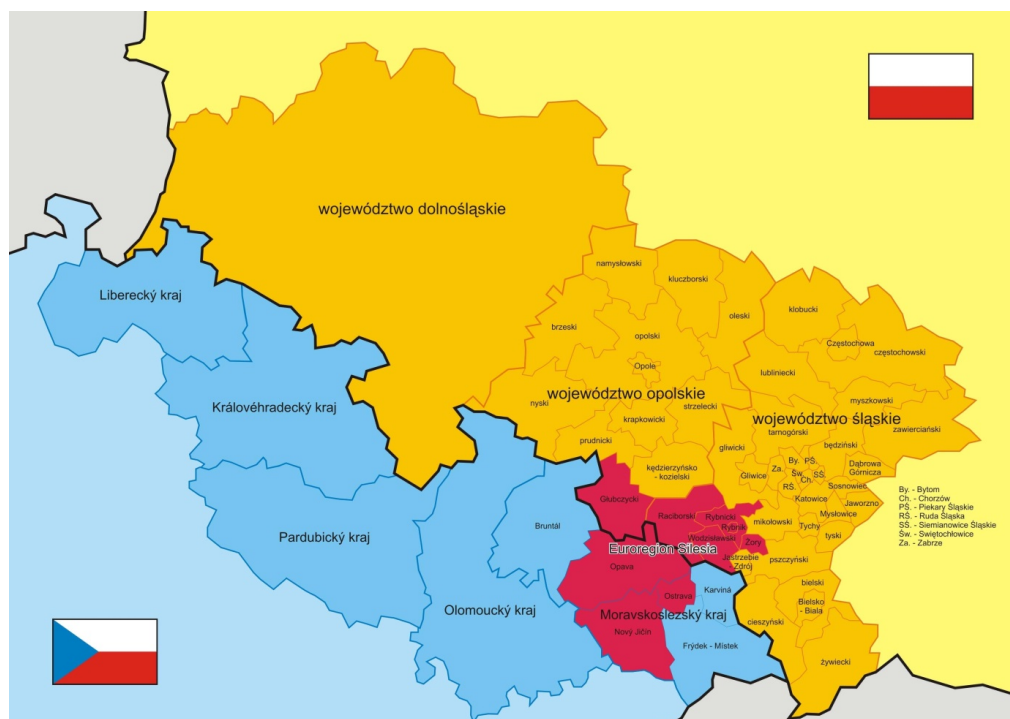 województwo dolnośląskie
namysłowski
kluczborski
oleski
kłobucki
Liberecký kraj
brzeski
opolski
Częstochowa
częstochowski
Opole
lubliniecki
Królovéhradecký kraj
nyski
województwo opolskie
strzelecki
myszkowski
krapkowicki
województwo śląskie
zawierciański
tarnogórski
prudnicki
gliwicki
będziński
kędzierzyńsko
- kozielski
Gliwice
Za.
By.
PŚ.
Św.
SŚ.
Ch.
RŚ.
Dąbrowa
Górnicza
Sosnowiec
Katowice
Jaworzno
Mysłowice
Głubczycki
Raciborski
Rybnicki
Rybnik
mikołowski
Tychy
tyski
Wodzisławski
Żory
Bruntál
Pardubický kraj
Euroregion Silesia
Jastrzębie
- Zdrój
pszczyński
Opava
bielski
Karviná
Ostrava
Bielsko
- Biała
Olomoucký kraj
Moravskoslezský kraj
cieszyński
Nový Jičín
Frýdek - Místek
żywiecki
By. - Bytom
Ch. - Chorzów
PŚ. - Piekary Śląskie
RŚ. - Ruda Śląska
SŚ. - Siemianowice Śląskie
Św. - Świętochłowice
Za. - Zabrze